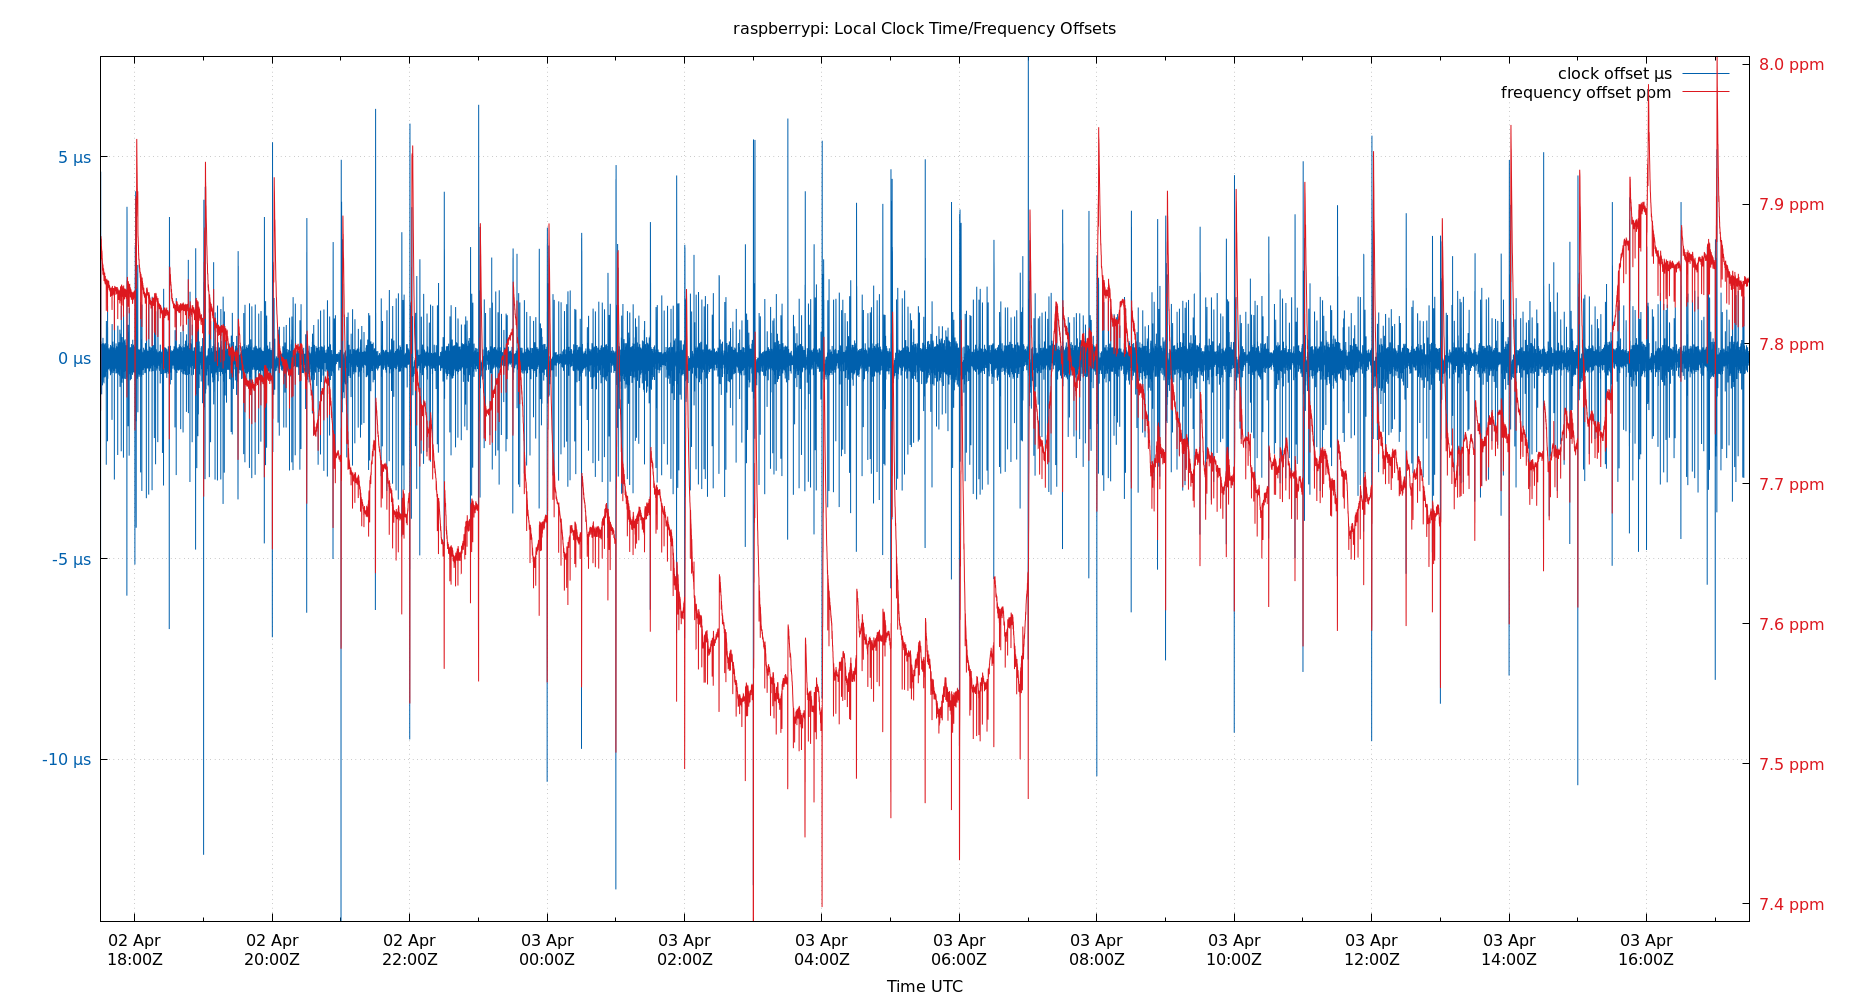 raspberrypi: Local Clock Time/Frequency Offsets
clock offset µs
frequency offset ppm
5 µs
0 µs
-5 µs
-10 µs
8.0 ppm
7.9 ppm
7.8 ppm
7.7 ppm
7.6 ppm
7.5 ppm
7.4 ppm
02 Apr 02 Apr 02 Apr 03 Apr 03 Apr 03 Apr 03 Apr 03 Apr 03 Apr 03 Apr 03 Apr 03 Apr
18:00Z 20:00Z 22:00Z 00:00Z 02:00Z 04:00Z 06:00Z 08:00Z 10:00Z 12:00Z 14:00Z 16:00Z
Time UTC